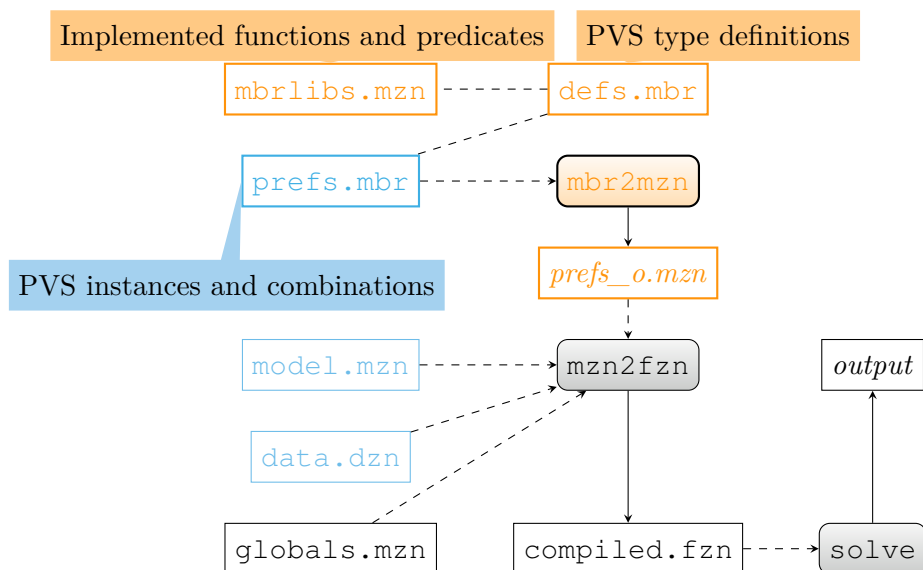 Implemented functions and predicates
PVS type definitions
mbrlibs.mzn
defs.mbr
prefs.mbr
mbr2mzn
PVS instances and combinations
prefs_o.mzn
model.mzn
mzn2fzn
output
data.dzn
globals.mzn
compiled.fzn
solve